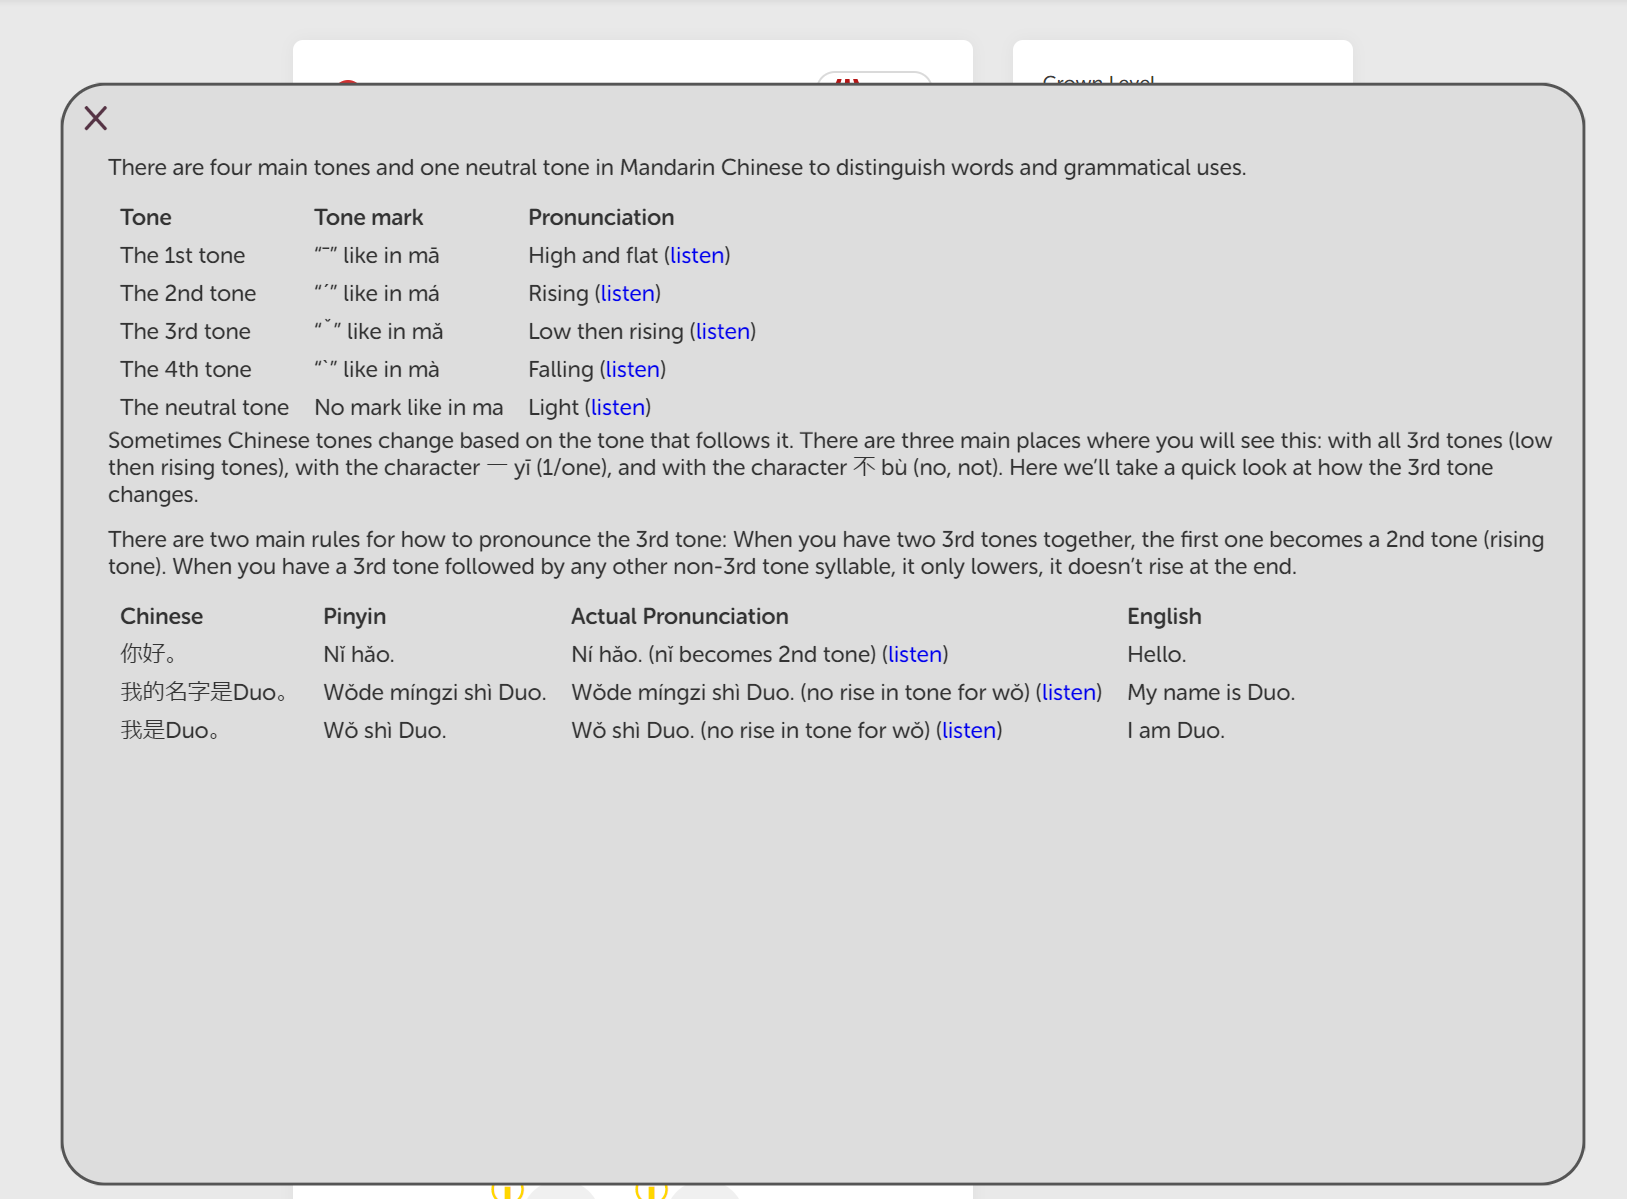 Crown Level
There are four main tones and one neutral tone in Mandarin Chinese to distinguish words and grammatical uses.
Tone Tone mark Pronunciation
The 1st tone “ˉ” like in mā High and flat (listen)
The 2nd tone “ˊ” like in má Rising (listen)
The 3rd tone “ˇ” like in mǎ Low then rising (listen)
The 4th tone “ˋ” like in mà Falling (listen)
The neutral tone No mark like in ma Light (listen)
Sometimes Chinese tones change based on the tone that follows it. There are three main places where you will see this: with all 3rd tones (low
then rising tones), with the character 一 yī (1/one), and with the character 不 bù (no, not). Here we’ll take a quick look at how the 3rd tone
changes.
There are two main rules for how to pronounce the 3rd tone: When you have two 3rd tones together, the first one becomes a 2nd tone (rising
tone). When you have a 3rd tone followed by any other non-3rd tone syllable, it only lowers, it doesn’t rise at the end.
Chinese Pinyin Actual Pronunciation English
你好。 Nǐ hǎo. Ní hǎo. (nǐ becomes 2nd tone) (listen) Hello.
我的名字是Duo。 Wǒde míngzi shì Duo. Wǒde míngzi shì Duo. (no rise in tone for wǒ) (listen) My name is Duo.
我是Duo。 Wǒ shì Duo. Wǒ shì Duo. (no rise in tone for wǒ) (listen) I am Duo.